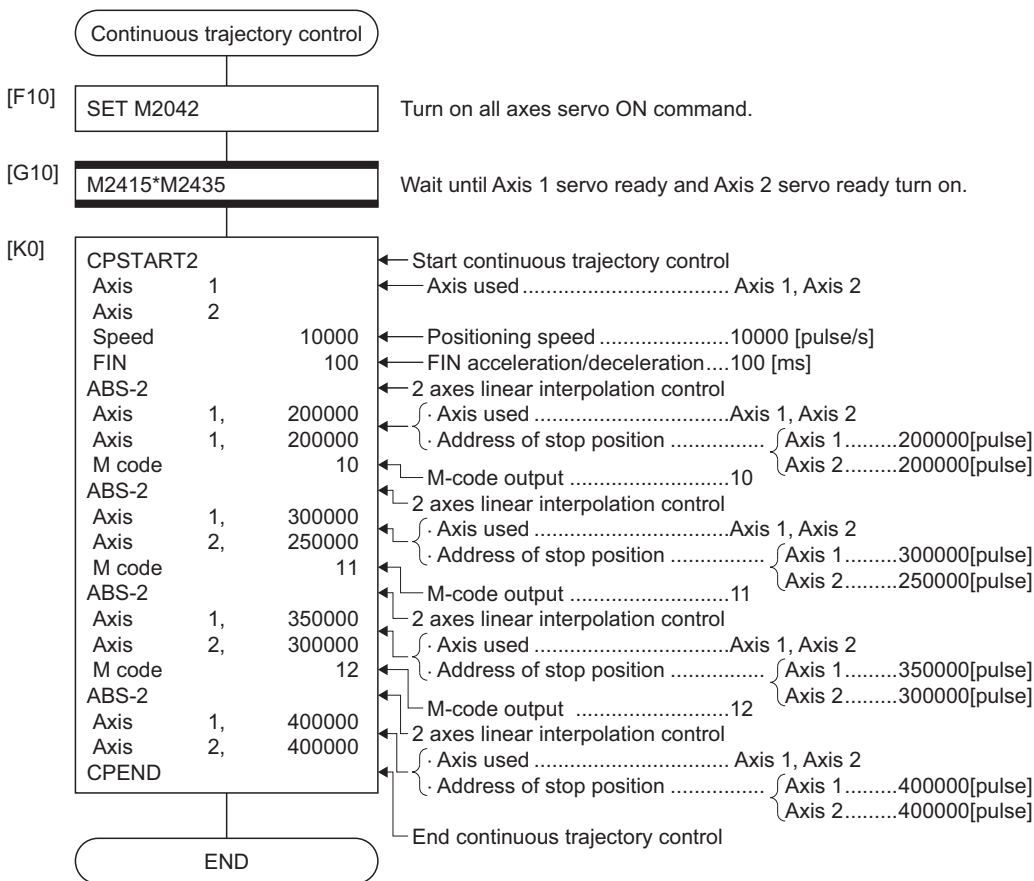 Continuous trajectory control
[F10]
SET M2042
Turn on all axes servo ON command.
[G10]
M2415*M2435
Wait until Axis 1 servo ready and Axis 2 servo ready turn on.
[K0]
CPSTART2
Start continuous trajectory control
Axis 1
Axis used .................................. Axis 1, Axis 2
Axis 2
Speed 10000
Positioning speed .....................10000 [pulse/s]
FIN 100
FIN acceleration/deceleration....100 [ms]
ABS-2
2 axes linear interpolation control
Axis 1, 200000
· Axis used ................................Axis 1, Axis 2
Axis 1, 200000
· Address of stop position ................. Axis 1.........200000[pulse]
Axis 2.........200000[pulse]
M code 10
M-code output ..........................10
ABS-2
2 axes linear interpolation control
Axis 1, 300000
· Axis used ................................Axis 1, Axis 2
Axis 2, 250000
· Address of stop position ................. Axis 1.........300000[pulse]
Axis 2.........250000[pulse]
M code 11
M-code output ..........................11
ABS-2
2 axes linear interpolation control
Axis 1, 350000
· Axis used ................................Axis 1, Axis 2
Axis 2, 300000
· Address of stop position ................. Axis 1.........350000[pulse]
Axis 2.........300000[pulse]
M code 12
M-code output .........................12
ABS-2
2 axes linear interpolation control
Axis 1, 400000
· Axis used ................................ Axis 1, Axis 2
Axis 2, 400000
· Address of stop position ................. Axis 1.........400000[pulse]
Axis 2.........400000[pulse]
CPEND
End continuous trajectory control
END